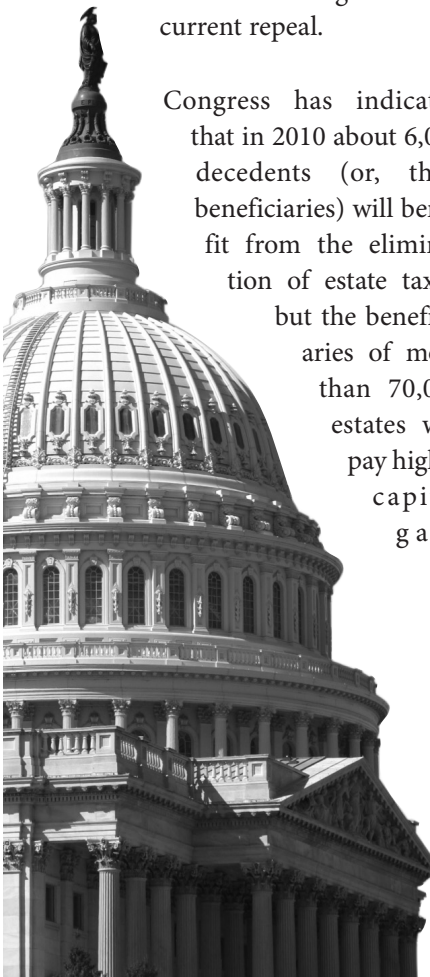 current repeal.
Congress has indicat
that in 2010 about 6,0
decedents (or, th
beneficiaries) will ben
fit from the elimin
tion of estate tax
but the benefi
aries of mo
than 70,0
estates w
pay high
capi
ga